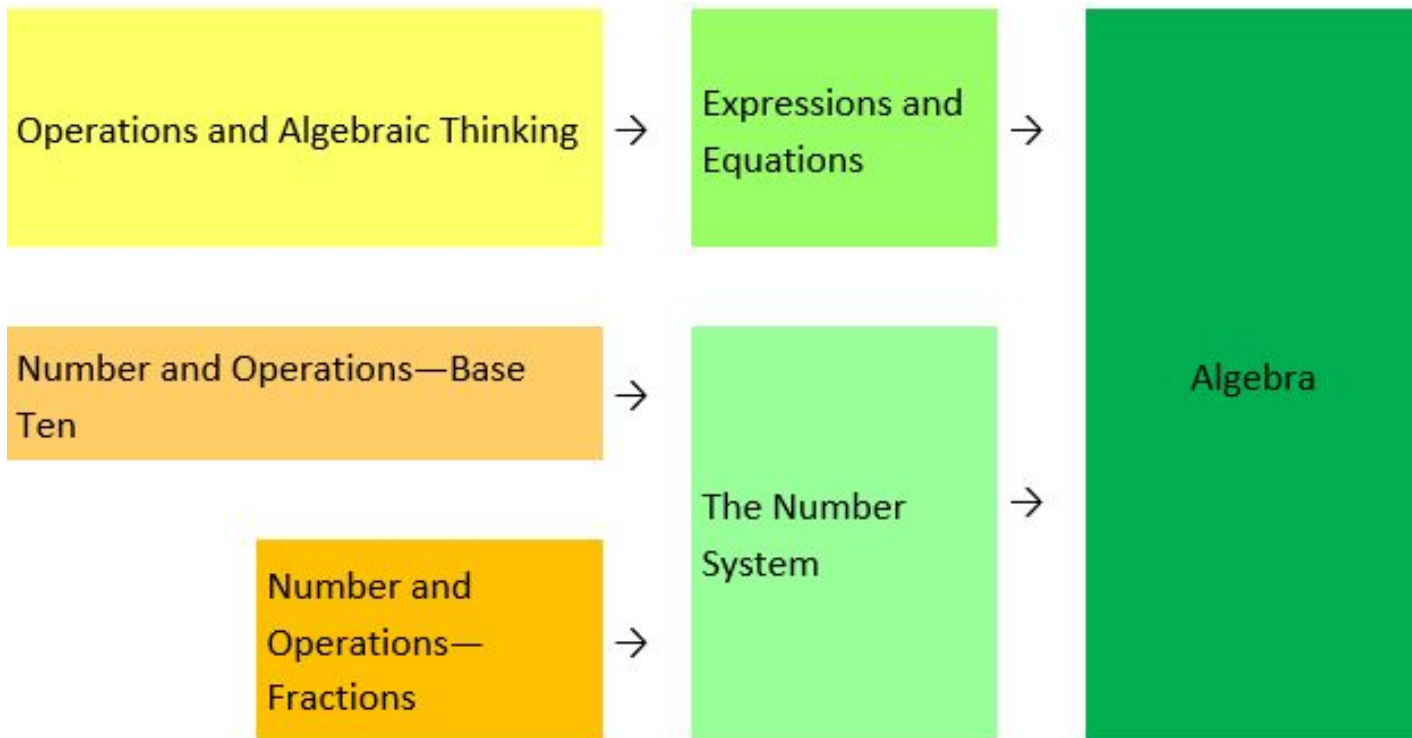 Operations and Algebraic Thinking
→
Expressions and
Equations
→
Number and Operations—Base
Ten
→
Number and
Operations—
Fractions
→
The Number
System
→
Algebra